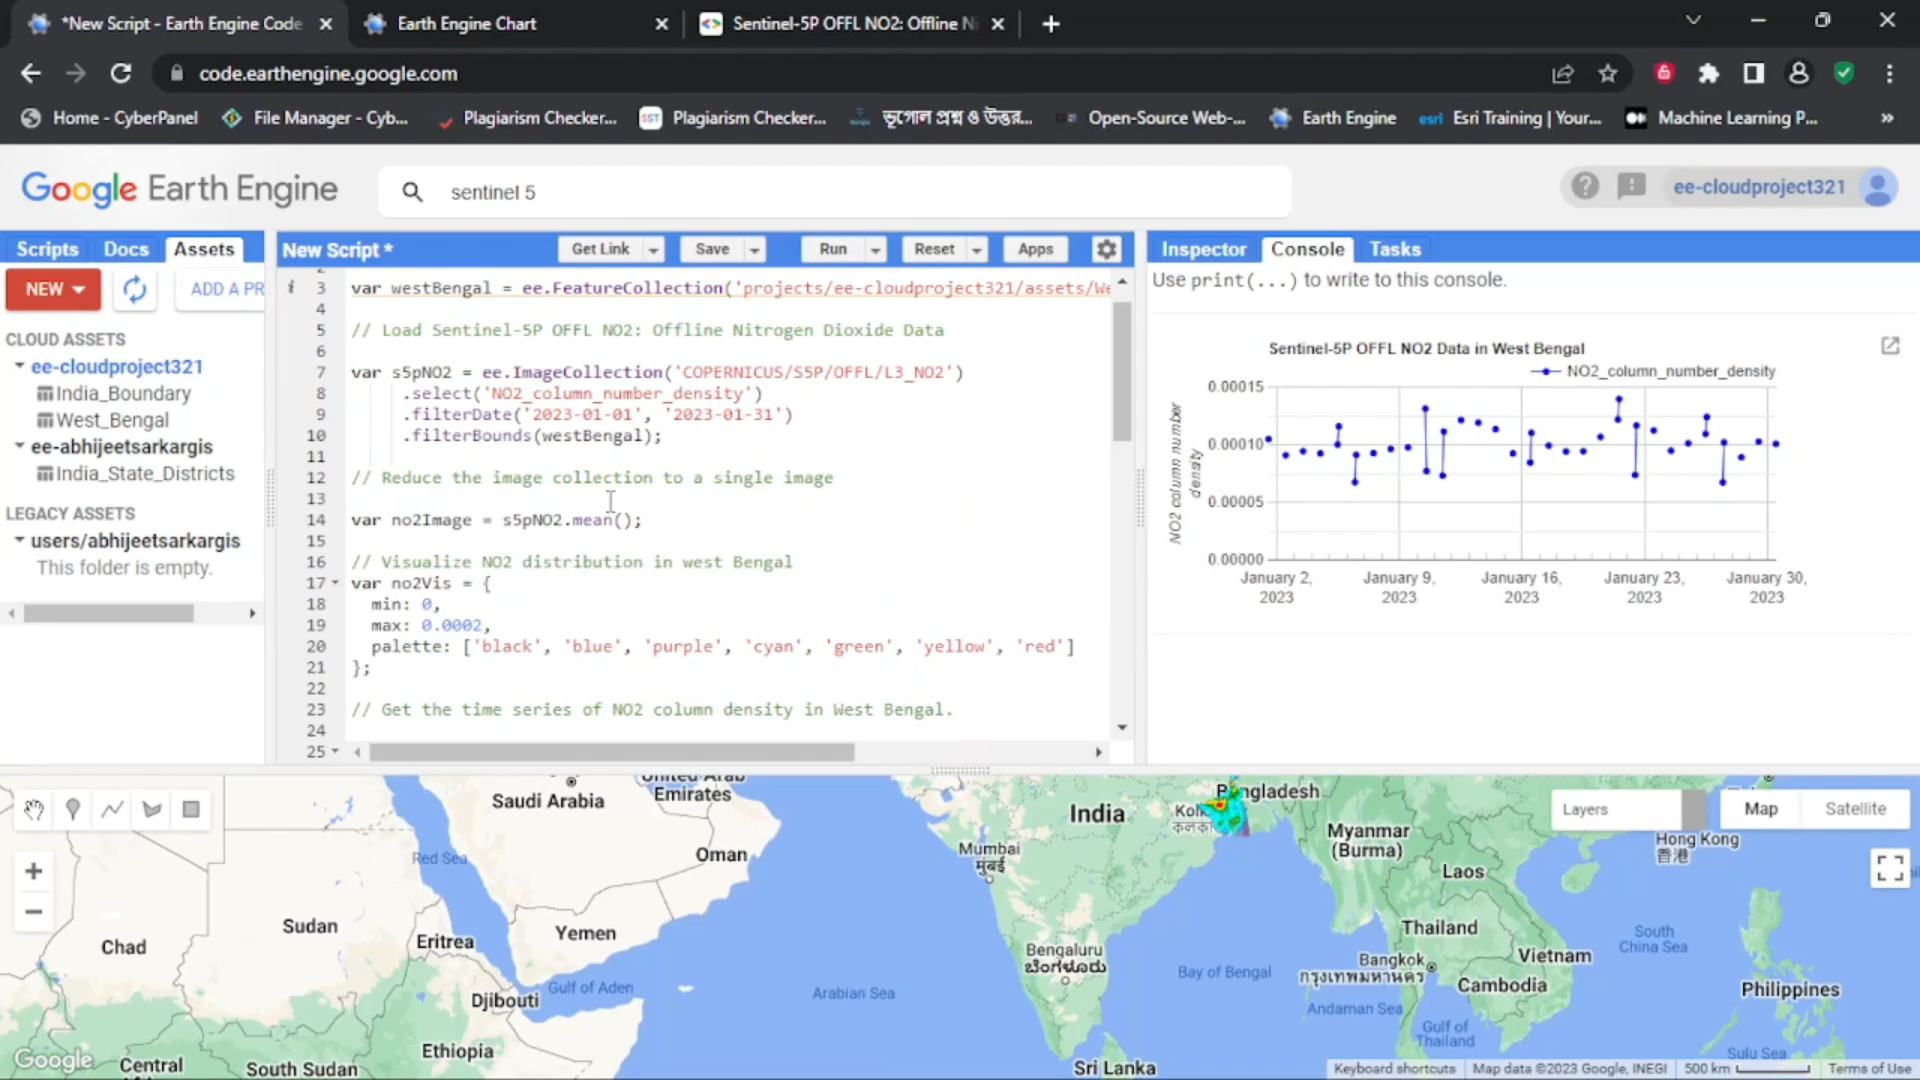 *New Script - Earth Engine Code
Earth Engine Chart
Sentinel-5P OFFL NO2: Offline Ni
code.earthengine.google.com
Home - CyberPanel
File Manager - Cyb...
Plagiarism Checker...
SST
Plagiarism Checker...
ভূগোল প্রশ্ন ও উত্তর...
Open-Source Web-...
Earth Engine
esri
Esri Training | Your...
Machine Learning P...
»
Google Earth Engine
sentinel 5
ee-cloudproject321
Scripts
Docs
Assets
NEW
ADD A PR
CLOUD ASSETS
ee-cloudproject321
India_Boundary
West_Bengal
ee-abhijeetsarkargis
India_State_Districts
LEGACY ASSETS
users/abhijeetsarkargis
This folder is empty.
New Script *
Get Link
Save
Run
Reset
Apps
i
3 var westBengal = ee.FeatureCollection('projects/ee-cloudproject321/assets/We
4
5 // Load Sentinel-5P OFFL NO2: Offline Nitrogen Dioxide Data
6
7 var s5pNO2 = ee.ImageCollection('COPERNICUS/S5P/OFFL/L3_NO2')
8 .select('NO2_column_number_density')
9 .filterDate('2023-01-01', '2023-01-31')
10 .filterBounds(westBengal);
11
12 // Reduce the image collection to a single image
13
14 var no2Image = s5pNO2.mean();
15
16 // Visualize NO2 distribution in west Bengal
17 var no2Vis = {
18 min: 0,
19 max: 0.0002,
20 palette: ['black', 'blue', 'purple', 'cyan', 'green', 'yellow', 'red']
21 };
22
23 // Get the time series of NO2 column density in West Bengal.
24
25
Inspector
Console
Tasks
Use print(...) to write to this console.
Sentinel-5P OFFL NO2 Data in West Bengal
NO2_column_number_density
NO2 column number
density
0.00015
0.00010
0.00005
0.00000
January 2,
2023
January 9,
2023
January 16,
2023
January 23,
2023
January 30,
2023
Layers
Map
Satellite
United Arab
Emirates
Saudi Arabia
Oman
Red Sea
Yemen
Sudan
Chad
Eritrea
Djibouti
Gulf of Aden
Ethiopia
South Sudan
Central
Arabian Sea
India
Mumbai
मुंबई
Bengaluru
ಬೆಂಗಳೂರು
Sri Lanka
Bay of Bengal
Bangladesh
Myanmar
(Burma)
Laos
Thailand
Bangkok
กรุงเทพมหานคร
Vietnam
Cambodia
Andaman Sea
Gulf of
Thailand
South
China Sea
Hong Kong
香港
Philippines
Sulu Sea
Google
Keyboard shortcuts
Map data ©2023 Google, INEGI
500 km
Terms of Use